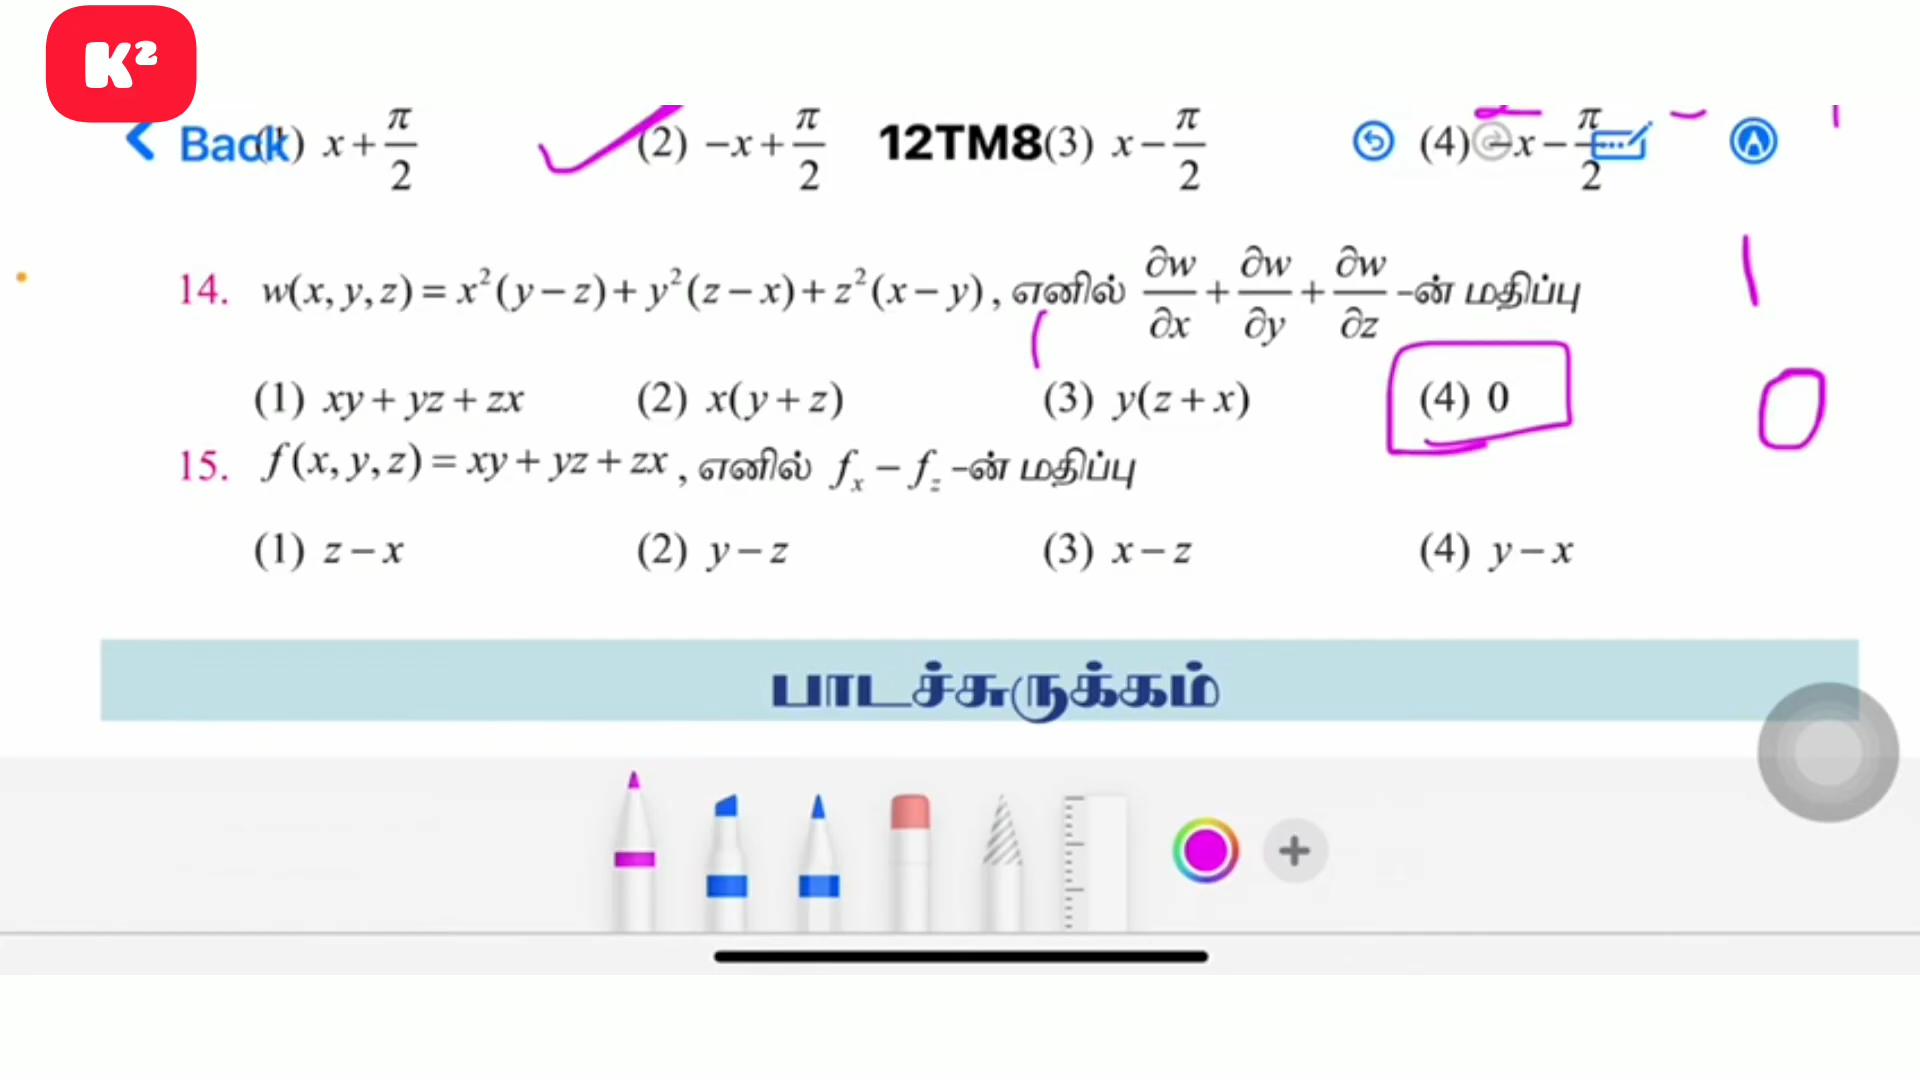 K²
Back 12TM8
(1) x + π/2 (2) −x + π/2 (3) x − π/2 (4) −x − π/2
14. w(x, y, z) = x²(y − z) + y²(z − x) + z²(x − y), எனில் ∂w/∂x + ∂w/∂y + ∂w/∂z -ன் மதிப்பு
(1) xy + yz + zx (2) x(y + z) (3) y(z + x) (4) 0
0
15. f(x, y, z) = xy + yz + zx, எனில் fₓ − f_z -ன் மதிப்பு
(1) z − x (2) y − z (3) x − z (4) y − x
பாடச்சுருக்கம்